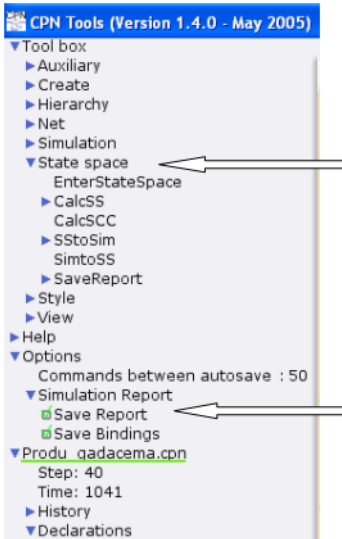 CPN Tools (Version 1.4.0 - May 2005)
Tool box
Auxiliary
Create
Hierarchy
Net
Simulation
State space
EnterStateSpace
CalcSS
CalcSCC
SStoSim
SimtoSS
SaveReport
Style
View
Help
Options
Commands between autosave : 50
Simulation Report
Save Report
Save Bindings
Produ_gadacema.cpn
Step: 40
Time: 1041
History
Declarations